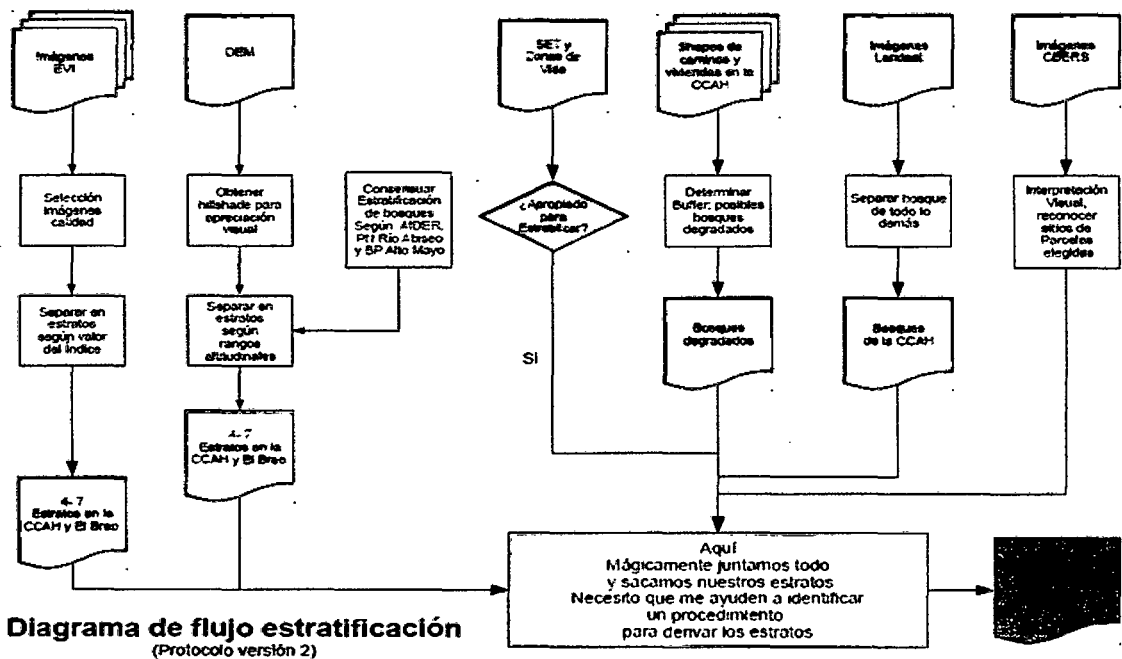 Imágenes
EVI
DEM
SET y
Zonas de
Vida
Shapes de
caminos y
viviendas en la
CCAH
Imágenes
Landsat
Imágenes
CBERS
Selección
Imágenes
calidad
Obtener
hillshade para
apreciación
visual
Consensuar
Estratificación
de bosques
Según AIDER,
PN Río Abiseo
y BP Alto Mayo
¿Apropiado
para
Estratificar?
Determinar
Buffer: posibles
bosques
degradados
Separar bosque
de todo lo
demás
Interpretación
Visual,
reconocer
sitios de
Parcelas
elegidas
Separar en
estratos
según valor
del índice
Separar en
estratos
según
rangos
altitudinales
Bosques
degradados
Bosques
de la CCAH
SI
4- 7
Estratos en la
CCAH y El Breo
4- 7
Estratos en la
CCAH y El Breo
Aquí
Mágicamente juntamos todo
y sacamos nuestros estratos
Necesito que me ayuden a identificar
un procedimiento
para derivar los estratos
Diagrama de flujo estratificación
(Protocolo versión 2)